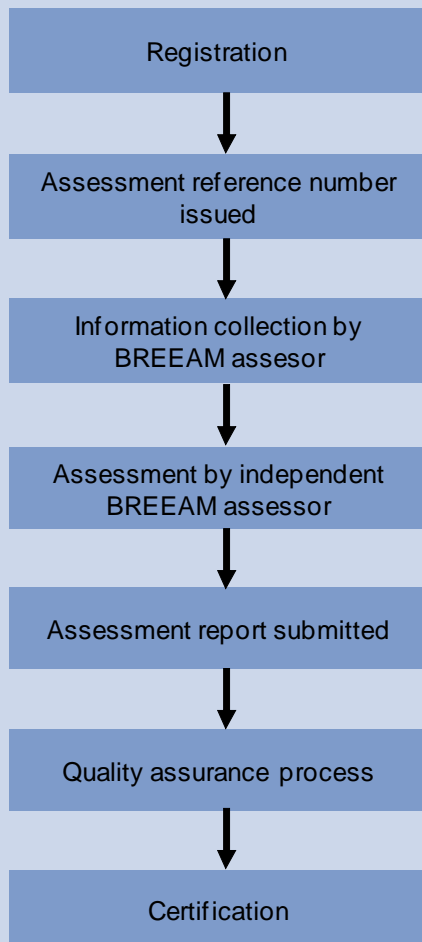 Registration
Assessment reference number
issued
Information collection by
BREEAM assesor
Assessment by independent
BREEAM assessor
Assessment report submitted
Quality assurance process
Certification